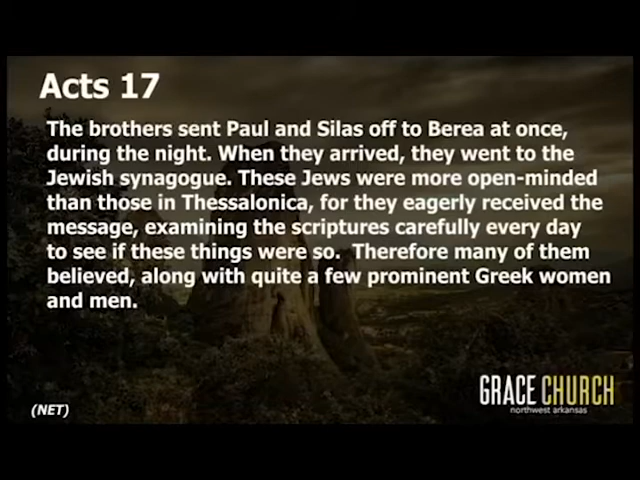 Acts 17
The brothers sent Paul and Silas off to Berea at once,
during the night. When they arrived, they went to the
Jewish synagogue. These Jews were more open-minded
than those in Thessalonica, for they eagerly received the
message, examining the scriptures carefully every day
to see if these things were so.  Therefore many of them
believed, along with quite a few prominent Greek women
and men.
(NET)
GRACE CHURCH
northwest arkansas